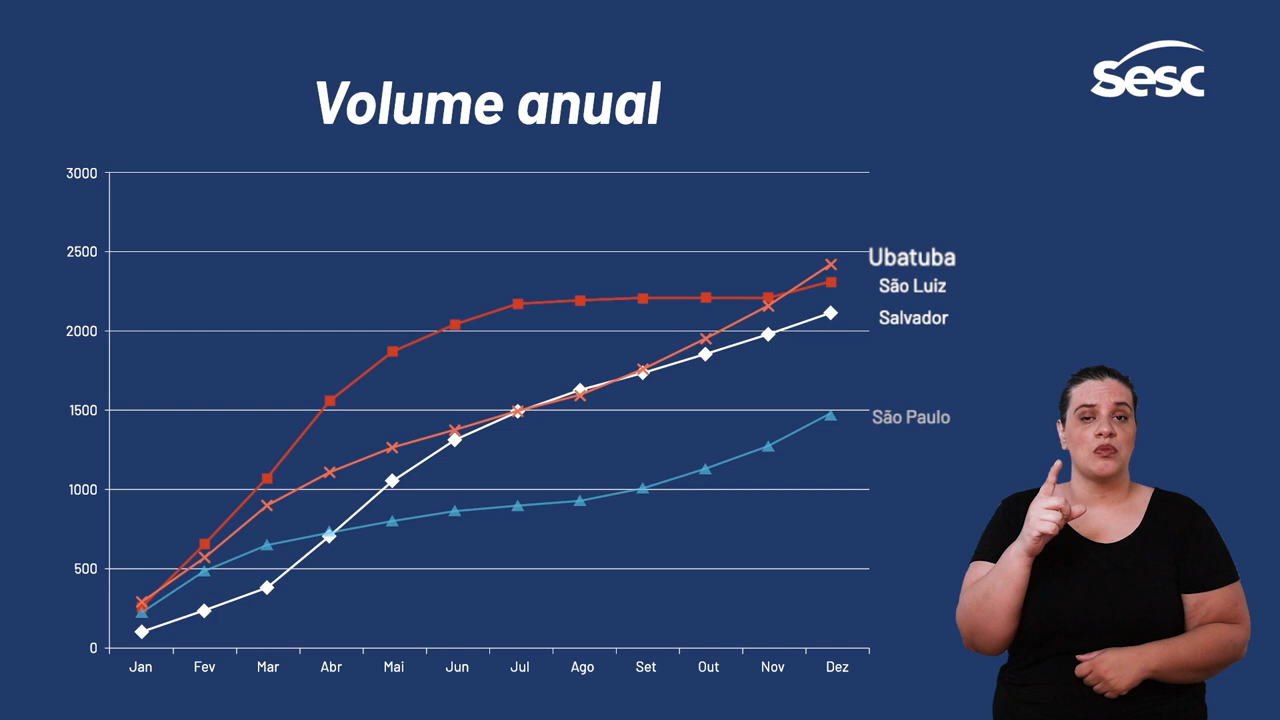 Sesc
Volume anual
3000
2500
2000
1500
1000
500
0
Jan Fev Mar Abr Mai Jun Jul Ago Set Out Nov Dez
Ubatuba
São Luiz
Salvador
São Paulo